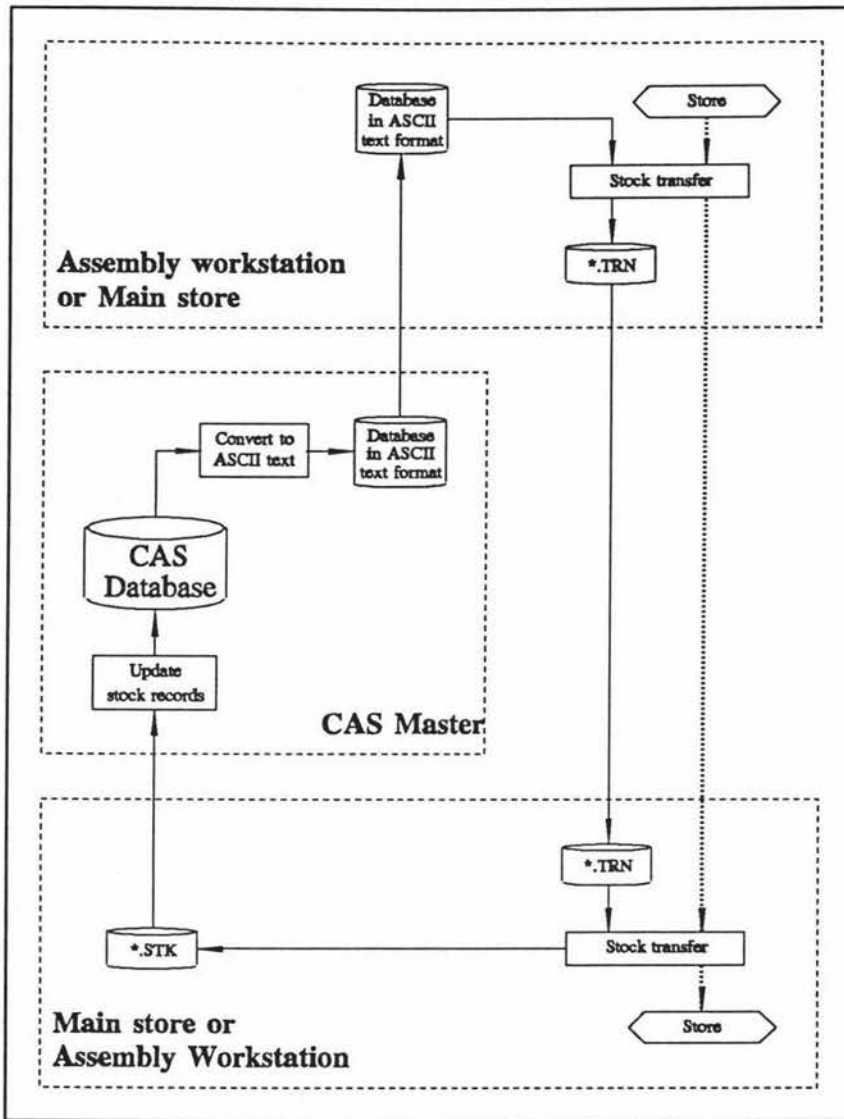 Database
in ASCII
text format
Store
Stock transfer
*.TRN
Assembly workstation
or Main store
Convert to
ASCII text
Database
in ASCII
text format
CAS
Database
Update
stock records
CAS Master
*.TRN
*.STK
Stock transfer
Store
Main store or
Assembly Workstation